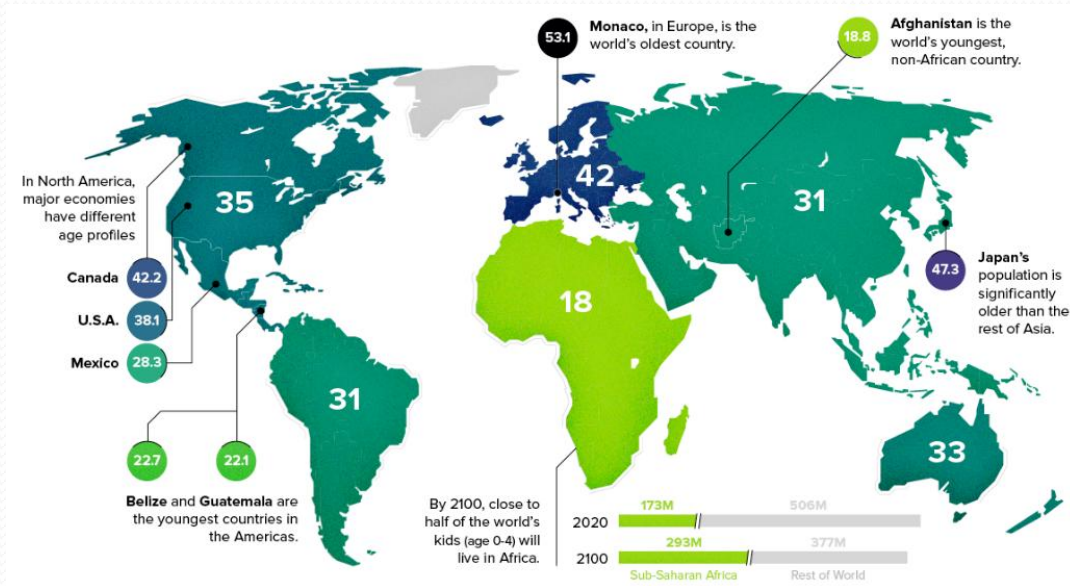 53.1
Monaco, in Europe, is the
world's oldest country.
18.8
Afghanistan is the
world's youngest,
non-African country.
In North America,
major economies
have different
age profiles
Canada 42.2
U.S.A. 38.1
Mexico 28.3
35
42
31
47.3
Japan's
population is
significantly
older than the
rest of Asia.
18
31
33
22.7
22.1
Belize and Guatemala are
the youngest countries in
the Americas.
By 2100, close to
half of the world's
kids (age 0-4) will
live in Africa.
173M 506M
2020
293M 377M
2100
Sub-Saharan Africa Rest of World